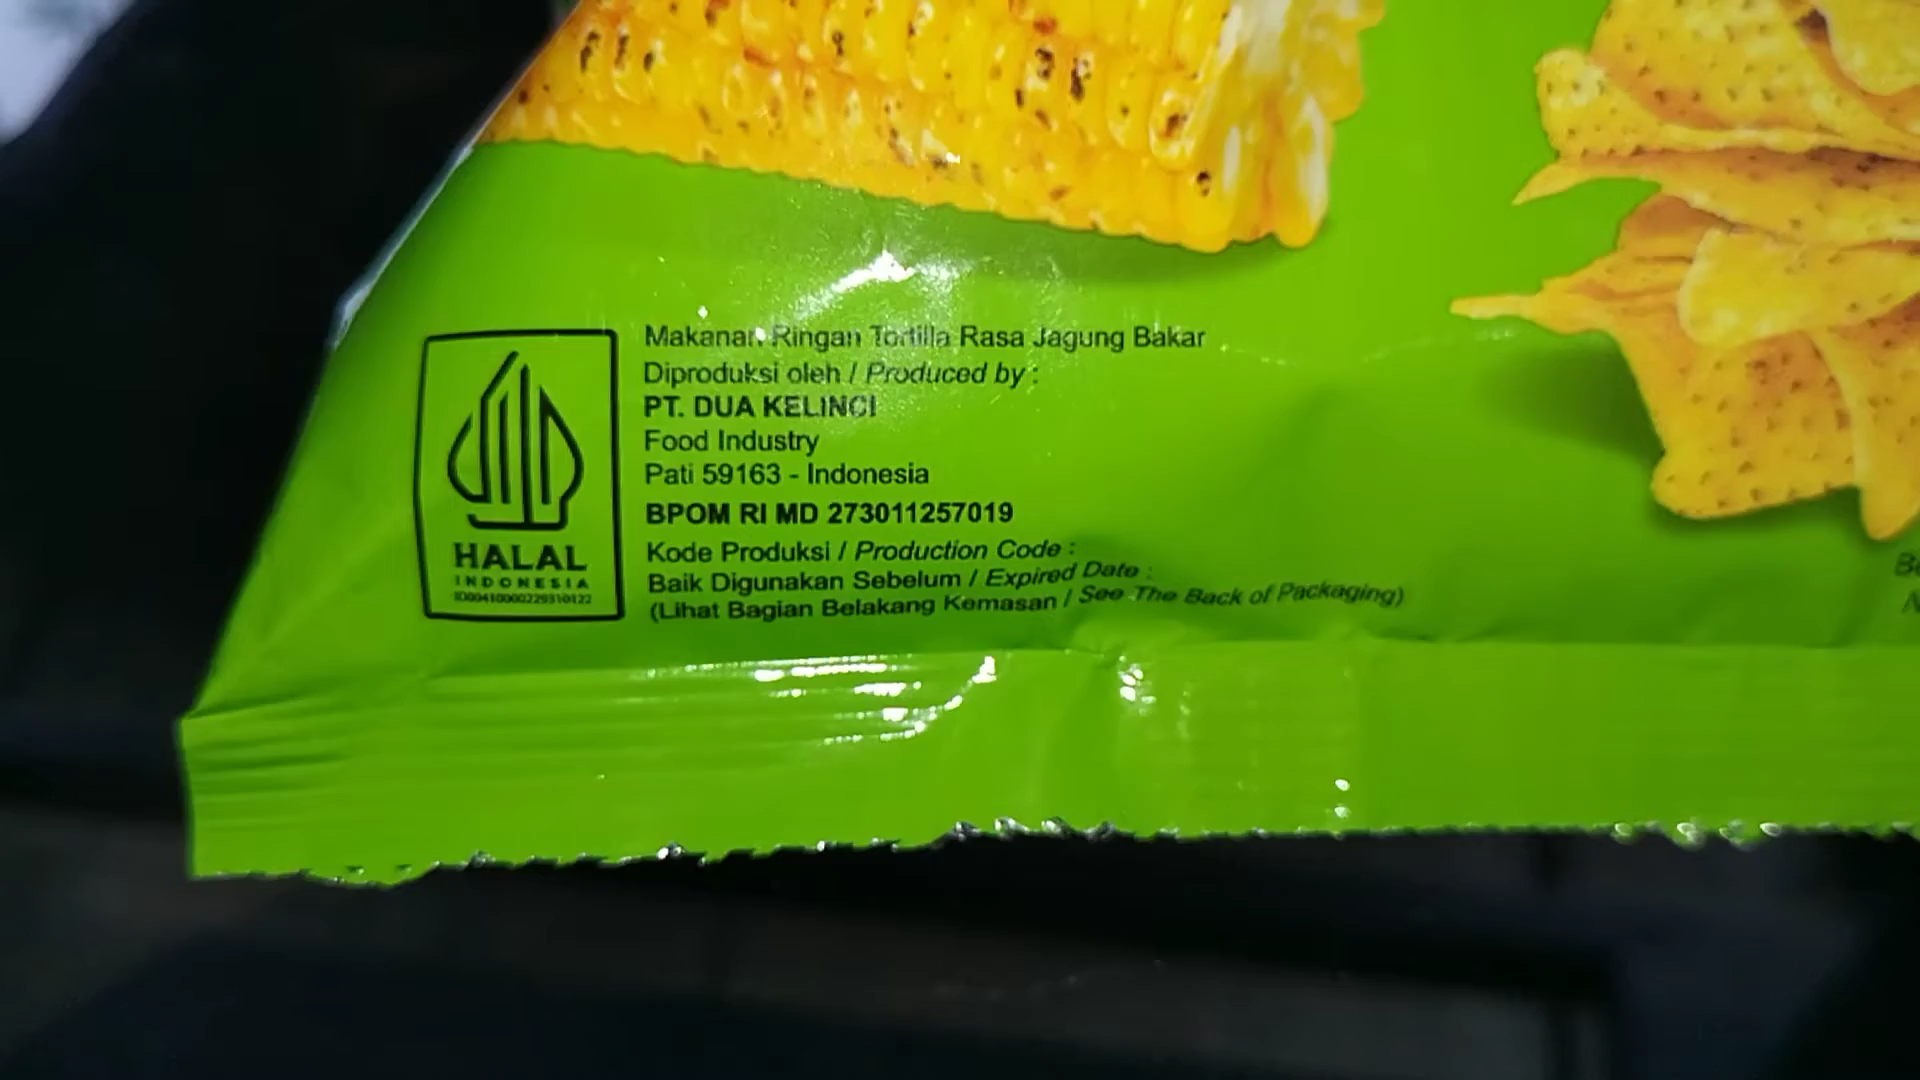 Makanan Ringan Tortilla Rasa Jagung Bakar
Diproduksi oleh / Produced by :
PT. DUA KELINCI
Food Industry
Pati 59163 - Indonesia
BPOM RI MD 273011257019
Kode Produksi / Production Code :
Baik Digunakan Sebelum / Expired Date :
(Lihat Bagian Belakang Kemasan / See The Back of Packaging)
HALAL
INDONESIA
ID00410000229310122